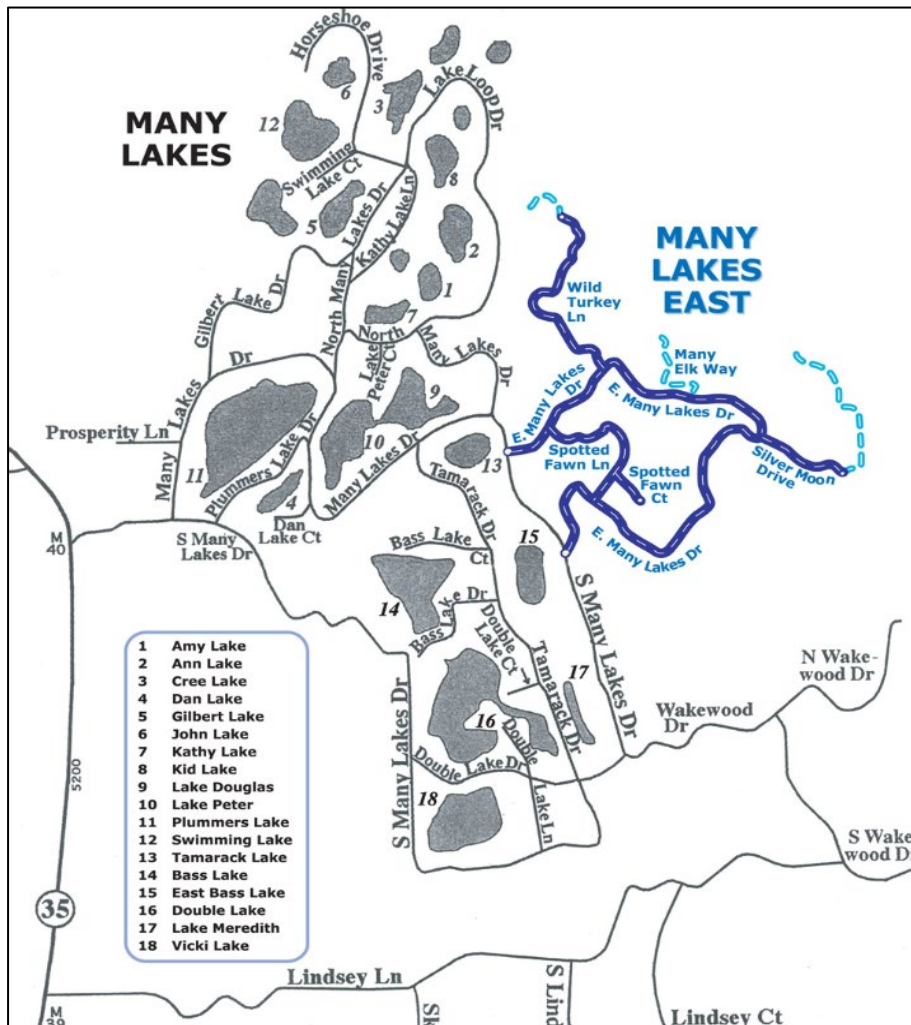 Horseshoe Drive
6
3
Lake Loop Dr
MANY
LAKES
12
Swimming
Lake Ct
8
5
North Many Lakes Dr
Kathy Lake Ln
2
1
7
MANY
LAKES
EAST
Wild
Turkey
Ln
Gilbert Lake Dr
North Many Lakes Dr
Lake
Peter Ct
Many
Elk Way
E. Many Lakes Dr
E. Many Lakes Dr
Many Lakes Dr
9
10
Prosperity Ln
11
Plummers Lake Dr
Many Lakes Dr
13
4
Dan
Lake Ct
Spotted
Fawn Ln
Spotted
Fawn
Ct
Silver Moon
Drive
E. Many Lakes Dr
M
40
S Many
Lakes Dr
Tamarack Dr
Bass Lake
Ct
15
14
Bass Lake Dr
Double
Lake Ct
Tamarack Dr
17
S Many Lakes Dr
N Wake-
wood Dr
Wakewood
Dr
16
Double
Lake Ln
Double Lake Dr
S Many Lakes Dr
18
S Wake
wood D
1 Amy Lake
2 Ann Lake
3 Cree Lake
4 Dan Lake
5 Gilbert Lake
6 John Lake
7 Kathy Lake
8 Kid Lake
9 Lake Douglas
10 Lake Peter
11 Plummers Lake
12 Swimming Lake
13 Tamarack Lake
14 Bass Lake
15 East Bass Lake
16 Double Lake
17 Lake Meredith
18 Vicki Lake
5200
35
Lindsey Ln
M
39
Sk
S Lind
Lindsey Ct